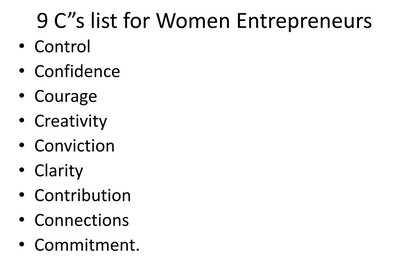 9 C”s list for Women Entrepreneurs
• Control
• Confidence
• Courage
• Creativity
• Conviction
• Clarity
• Contribution
• Connections
• Commitment.